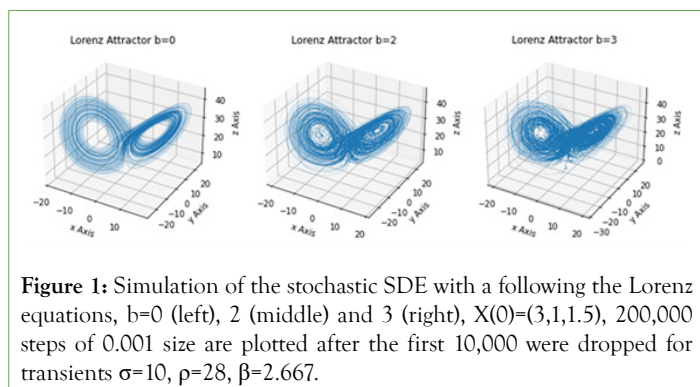 Lorenz Attractor b=0
Lorenz Attractor b=2
Lorenz Attractor b=3
40
30
20
10
z Axis
-20
-10
0
10
x Axis
-20
-10
0
10
20
y Axis
40
30
20
10
z Axis
-20
-10
0
10
20
x Axis
-20
-10
0
10
20
y Axis
40
30
20
10
0
z Axis
-20
-10
0
10
20
x Axis
-30
-20
-10
0
10
20
y Axis
Figure 1: Simulation of the stochastic SDE with a following the Lorenz
equations, b=0 (left), 2 (middle) and 3 (right), X(0)=(3,1,1.5), 200,000
steps of 0.001 size are plotted after the first 10,000 were dropped for
transients σ=10, ρ=28, β=2.667.